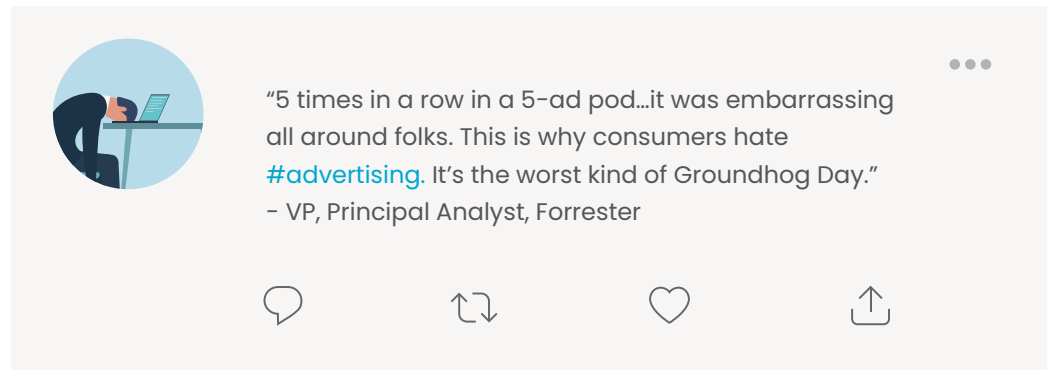 “5 times in a row in a 5-ad pod...it was embarrassing
all around folks. This is why consumers hate
#advertising. It’s the worst kind of Groundhog Day.”
- VP, Principal Analyst, Forrester